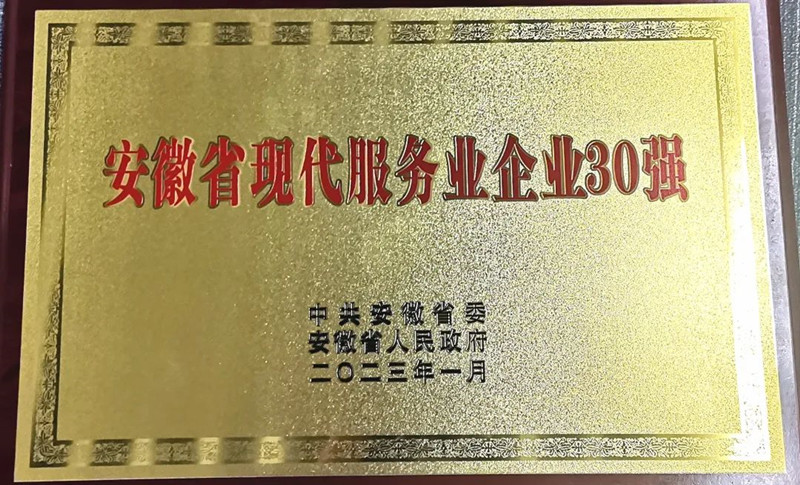 安徽省现代服务业企业30强
中共安徽省委
安徽省人民政府
二〇二三年一月